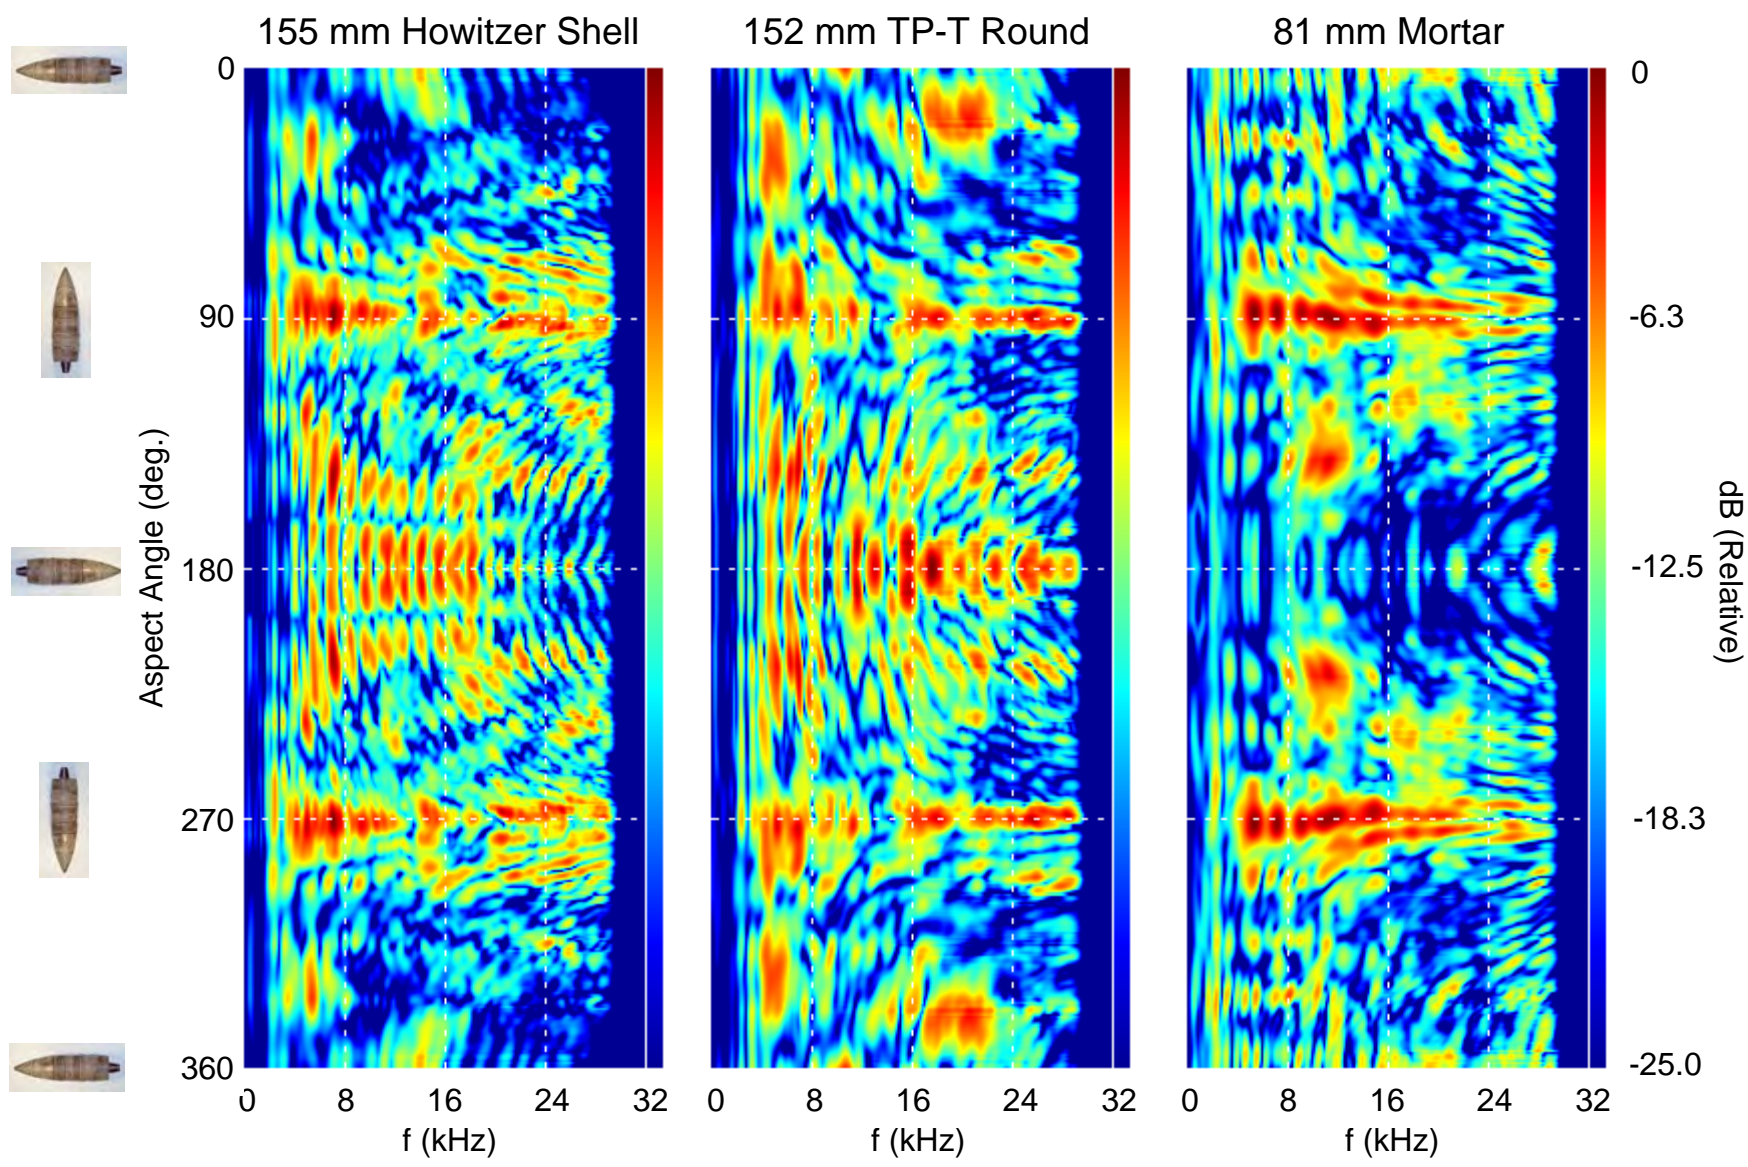 155 mm Howitzer Shell
152 mm TP-T Round
81 mm Mortar
0
90
180
270
360
Aspect Angle (deg.)
0 8 16 24 32
f (kHz)
0 8 16 24 32
f (kHz)
0 8 16 24 32
f (kHz)
0
-6.3
-12.5
-18.3
-25.0
dB (Relative)